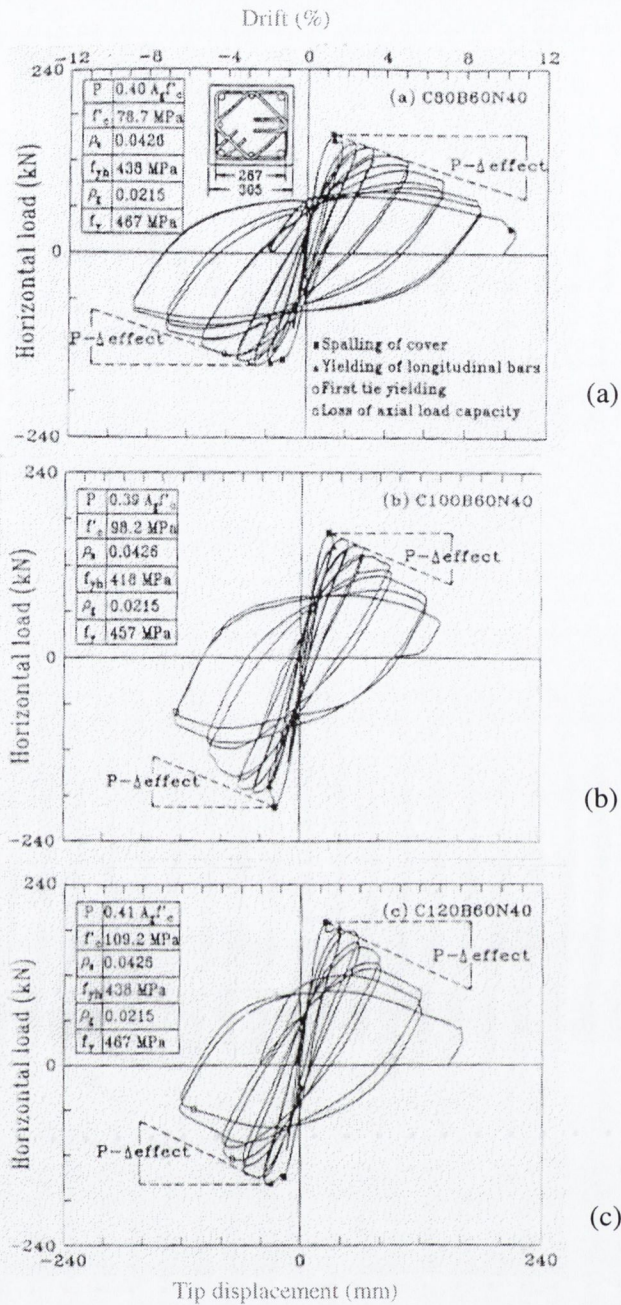 Drift (%)
−12 −8 −4 0 4 8 12
240
(a) C80B60N40
P 0.40 A_g f'_c
f'_c 78.7 MPa
ρ_s 0.0426
f_yh 438 MPa
ρ_g 0.0215
f_y 467 MPa
267
305
P−Δ effect
Horizontal load (kN)
0
P−Δ effect
Spalling of cover
Yielding of longitudinal bars
First tie yielding
Loss of axial load capacity
−240
(a)
240
(b) C100B60N40
P 0.39 A_g f'_c
f'_c 98.2 MPa
ρ_s 0.0426
f_yh 418 MPa
ρ_g 0.0215
f_y 457 MPa
P−Δ effect
Horizontal load (kN)
0
P−Δ effect
−240
(b)
240
(c) C120B60N40
P 0.41 A_g f'_c
f'_c 109.2 MPa
ρ_s 0.0426
f_yh 438 MPa
ρ_g 0.0215
f_y 467 MPa
P−Δ effect
Horizontal load (kN)
0
P−Δ effect
−240
(c)
−240 0 240
Tip displacement (mm)